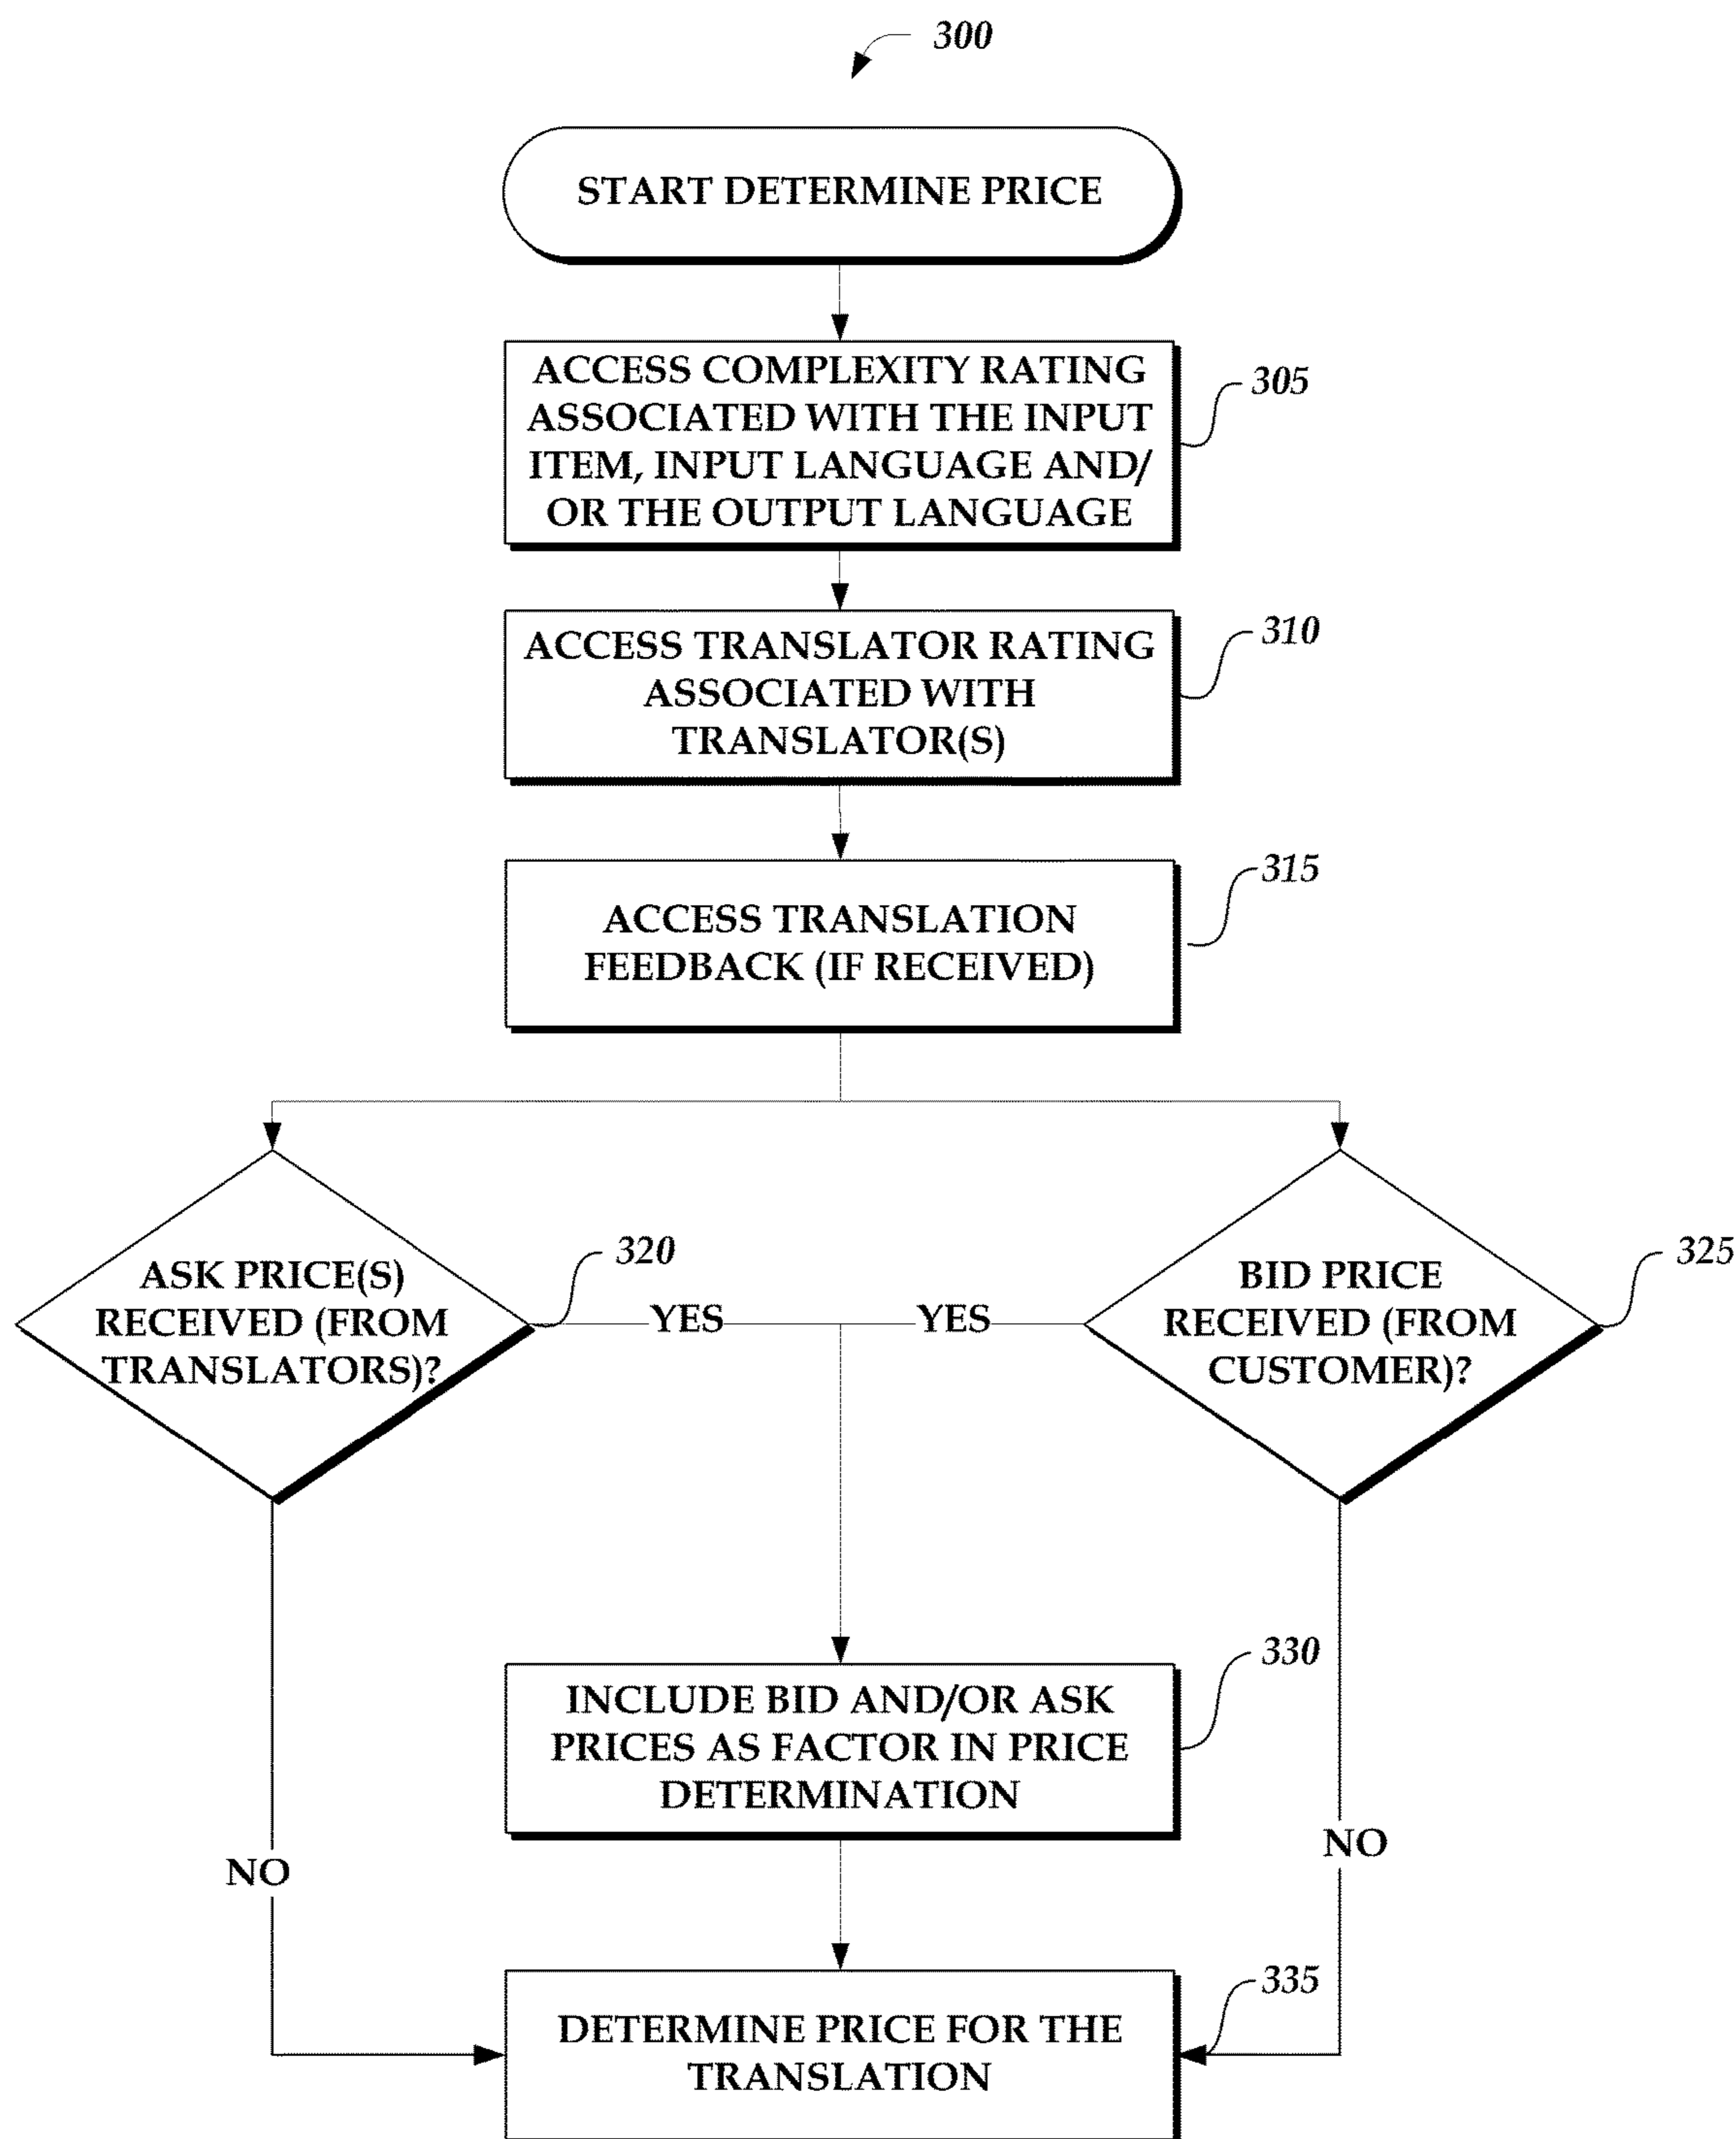 300
START DETERMINE PRICE
ACCESS COMPLEXITY RATING
ASSOCIATED WITH THE INPUT
ITEM, INPUT LANGUAGE AND/
OR THE OUTPUT LANGUAGE
305
ACCESS TRANSLATOR RATING
ASSOCIATED WITH
TRANSLATOR(S)
310
ACCESS TRANSLATION
FEEDBACK (IF RECEIVED)
315
ASK PRICE(S)
RECEIVED (FROM
TRANSLATORS)?
320
YES
YES
BID PRICE
RECEIVED (FROM
CUSTOMER)?
325
INCLUDE BID AND/OR ASK
PRICES AS FACTOR IN PRICE
DETERMINATION
330
NO
NO
DETERMINE PRICE FOR THE
TRANSLATION
335